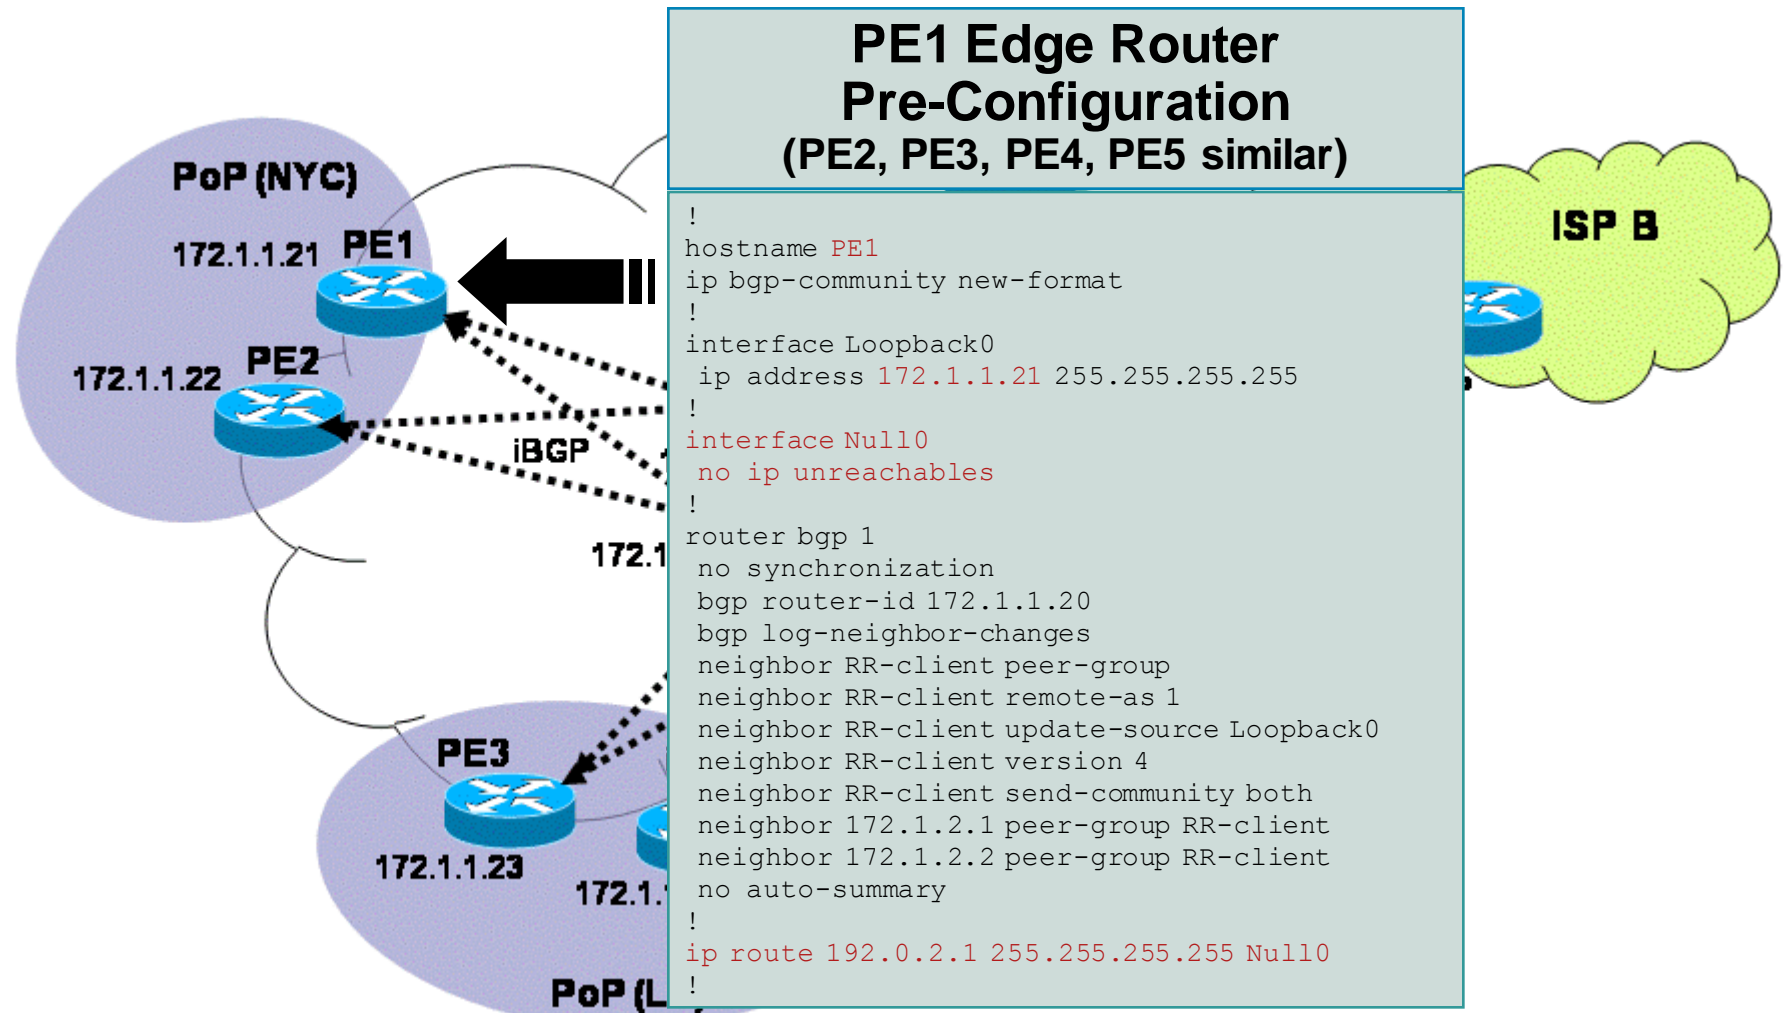 PE1 Edge Router
Pre-Configuration
(PE2, PE3, PE4, PE5 similar)
PoP (NYC)
172.1.1.21
PE1
172.1.1.22
PE2
iBGP
172.1
PE3
172.1.1.23
172.1.
PoP (L
ISP B
!
hostname PE1
ip bgp-community new-format
!
interface Loopback0
ip address 172.1.1.21 255.255.255.255
!
interface Null0
no ip unreachables
!
router bgp 1
no synchronization
bgp router-id 172.1.1.20
bgp log-neighbor-changes
neighbor RR-client peer-group
neighbor RR-client remote-as 1
neighbor RR-client update-source Loopback0
neighbor RR-client version 4
neighbor RR-client send-community both
neighbor 172.1.2.1 peer-group RR-client
neighbor 172.1.2.2 peer-group RR-client
no auto-summary
!
ip route 192.0.2.1 255.255.255.255 Null0
!